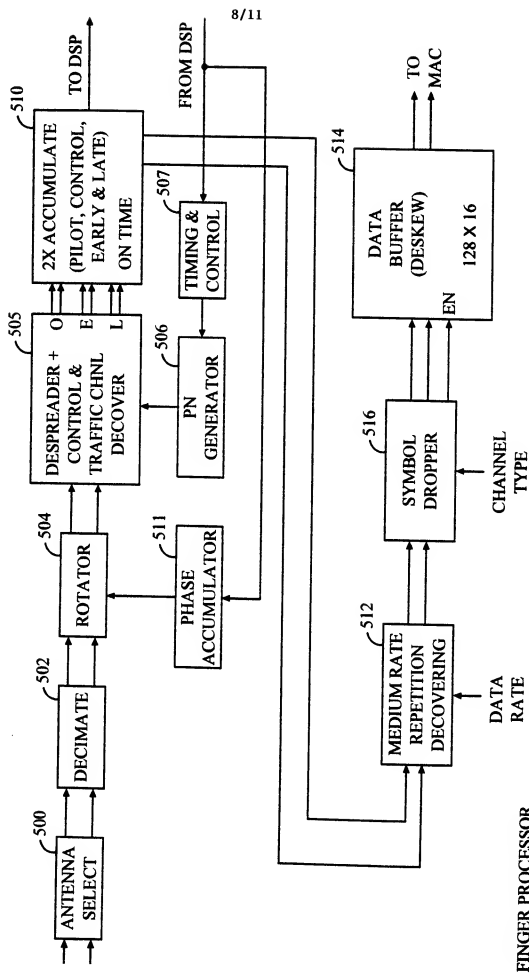 8/11
500
ANTENNA
SELECT
502
DECIMATE
504
ROTATOR
505
DESPREADER +
CONTROL &
TRAFFIC CHNL
DECOVER
O
E
L
510
2X ACCUMULATE
(PILOT, CONTROL,
EARLY & LATE)
ON TIME
TO DSP
511
PHASE
ACCUMULATOR
506
PN
GENERATOR
507
TIMING &
CONTROL
FROM DSP
512
MEDIUM RATE
REPETITION
DECOVERING
DATA
RATE
516
SYMBOL
DROPPER
CHANNEL
TYPE
514
DATA
BUFFER
(DESKEW)
128 X 16
EN
TO
MAC
FINGER PROCESSOR